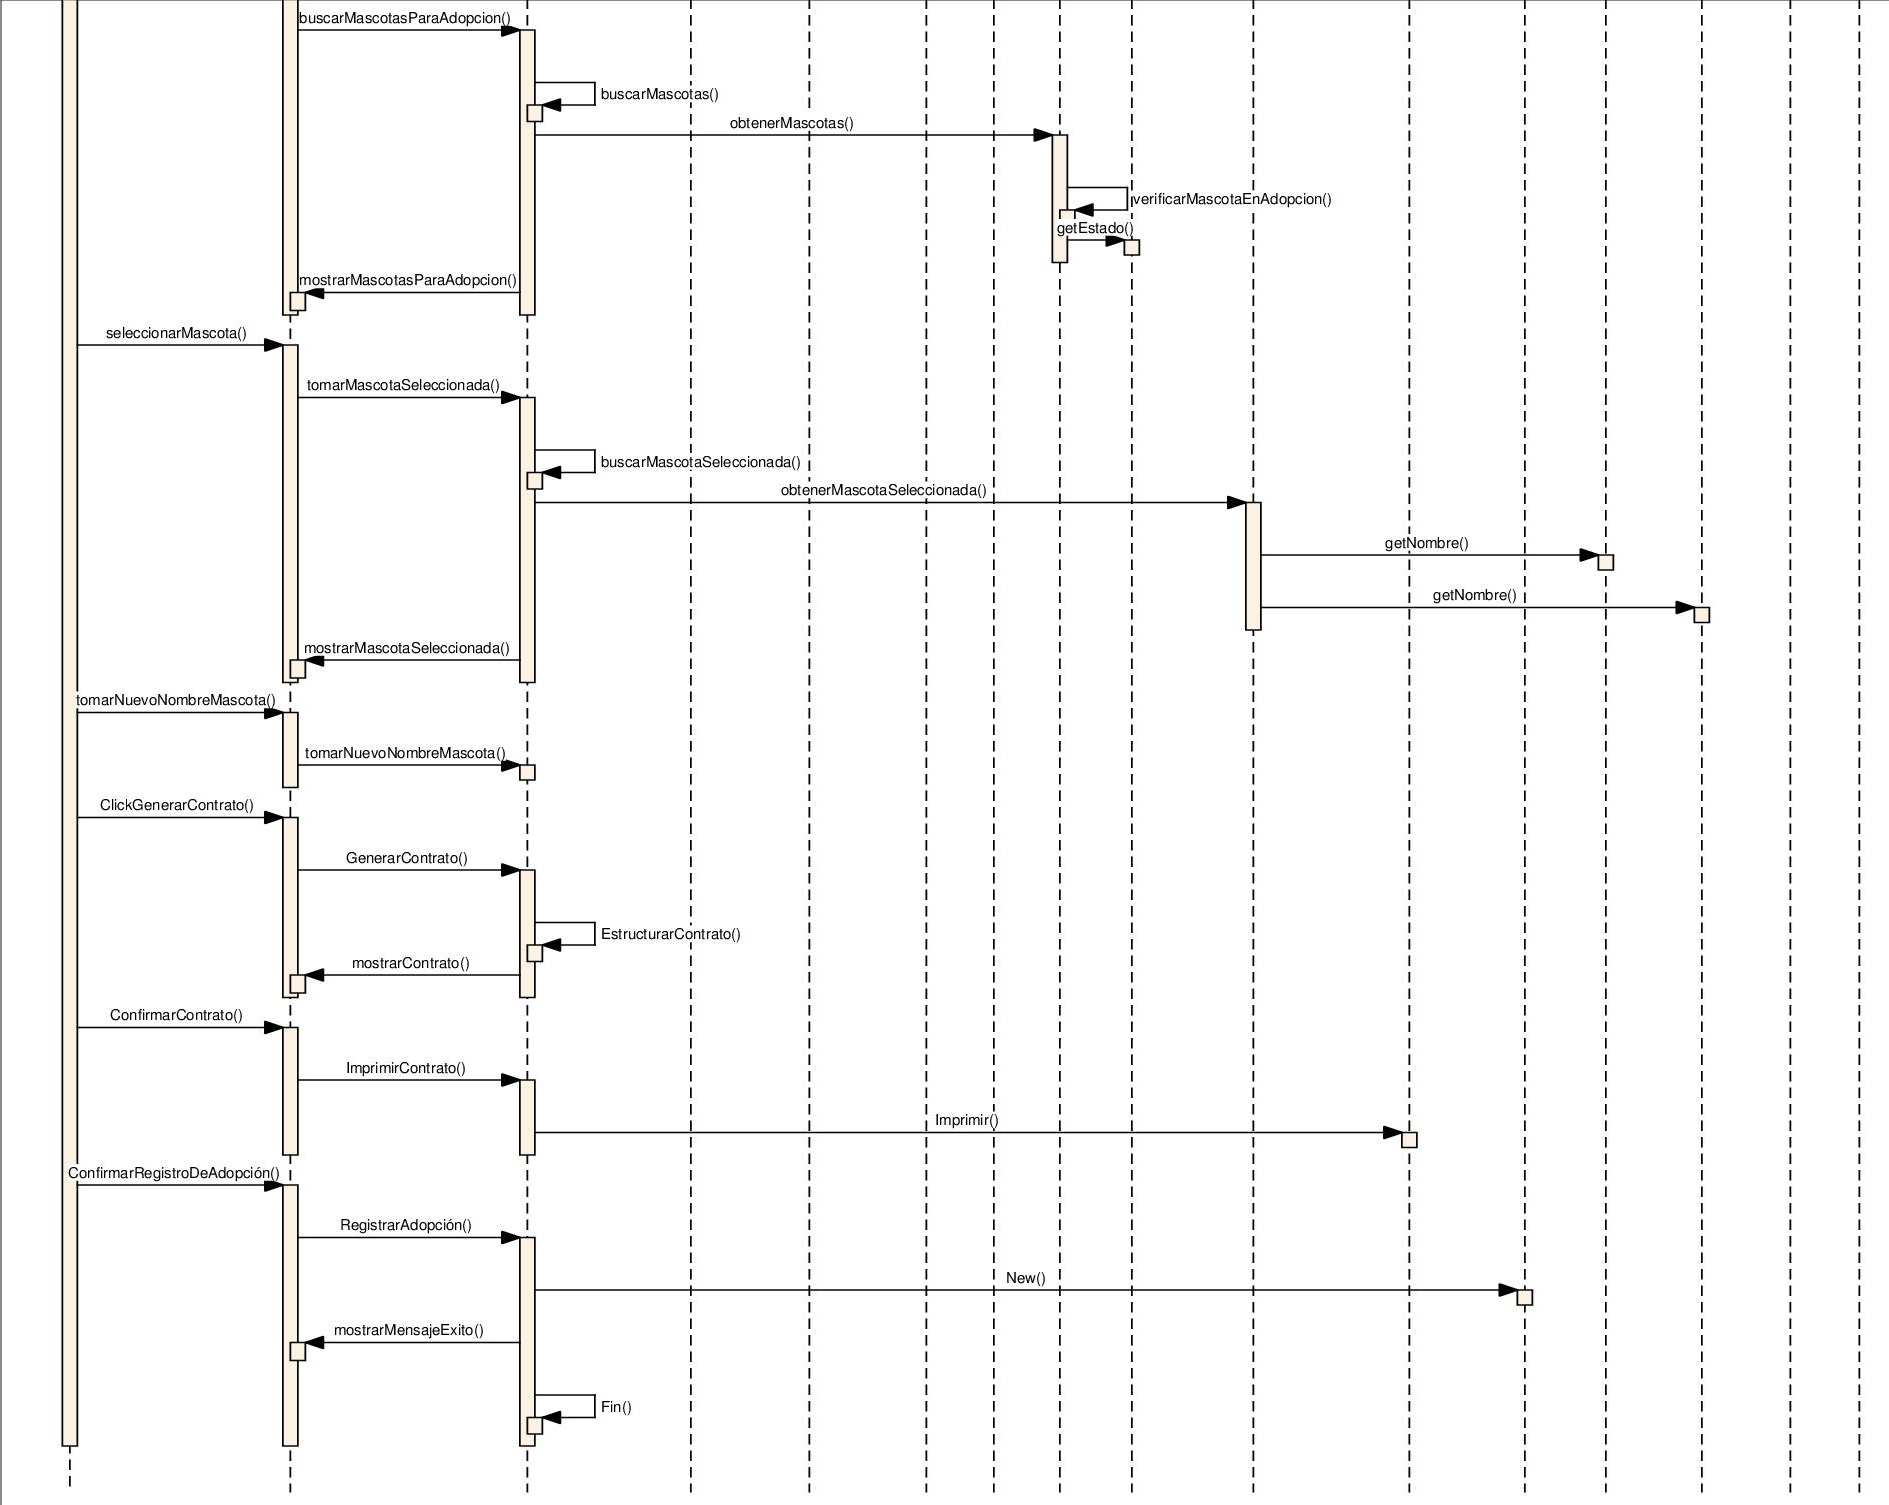 buscarMascotasParaAdopcion()
buscarMascotas()
obtenerMascotas()
verificarMascotaEnAdopcion()
getEstado()
mostrarMascotasParaAdopcion()
seleccionarMascota()
tomarMascotaSeleccionada()
buscarMascotaSeleccionada()
obtenerMascotaSeleccionada()
getNombre()
getNombre()
mostrarMascotaSeleccionada()
tomarNuevoNombreMascota()
tomarNuevoNombreMascota()
ClickGenerarContrato()
GenerarContrato()
EstructurarContrato()
mostrarContrato()
ConfirmarContrato()
ImprimirContrato()
Imprimir()
ConfirmarRegistroDeAdopción()
RegistrarAdopción()
New()
mostrarMensajeExito()
Fin()